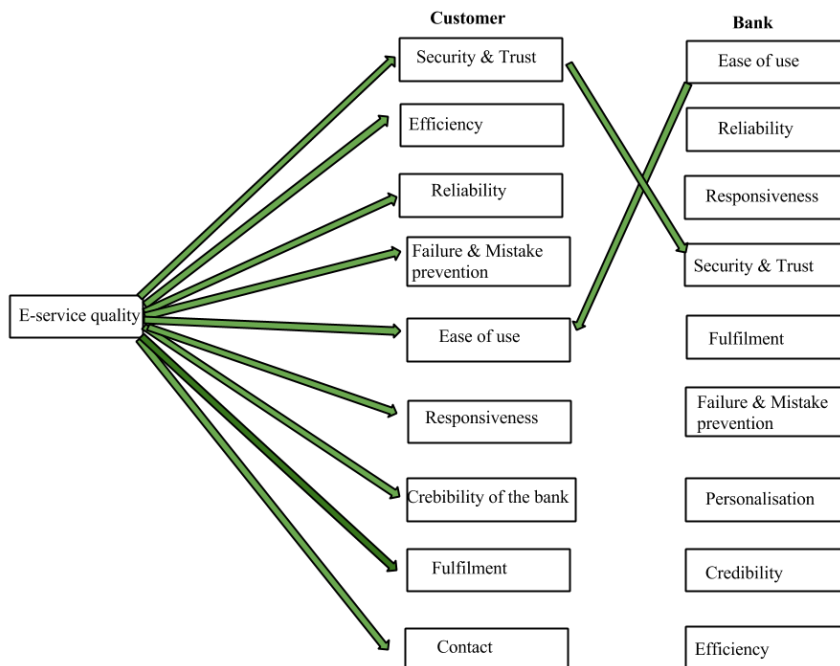 Customer
Bank
Security & Trust
Ease of use
Efficiency
Reliability
Reliability
Responsiveness
Failure & Mistake
prevention
Security & Trust
E-service quality
Ease of use
Fulfilment
Responsiveness
Failure & Mistake
prevention
Crebibility of the bank
Personalisation
Fulfilment
Credibility
Contact
Efficiency